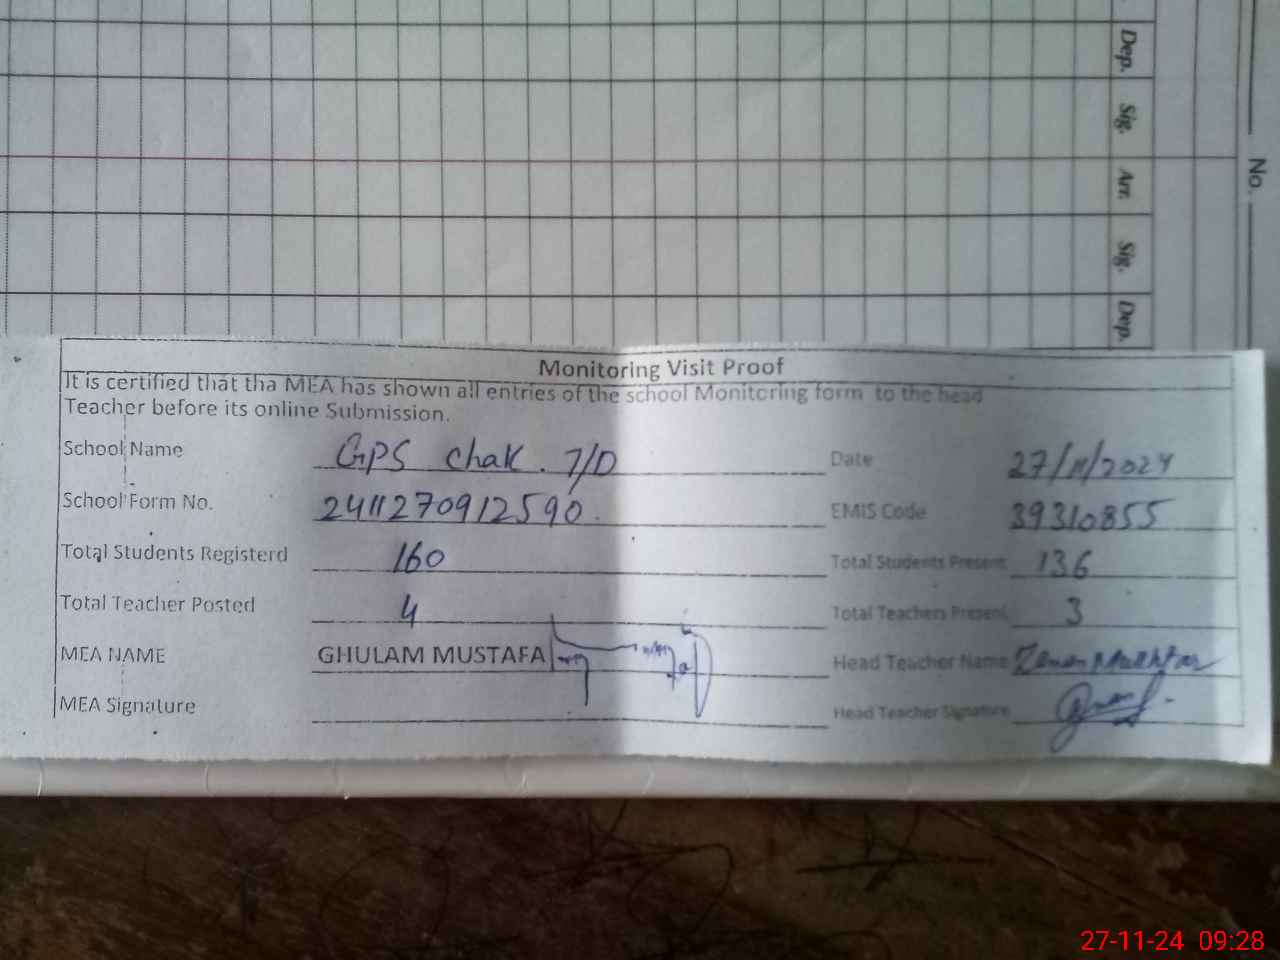 Dep.
Sig.
Arr.
Sig.
Dep.
No.
Monitoring Visit Proof
It is certified that tha MEA has shown all entries of the school Monitoring form to the head
Teacher before its online Submission.
School Name GPS Chak. 7/D Date 27/11/2024
School Form No. 2411270912590. EMIS Code 39310855
Total Students Registerd 160 Total Students Present 136
Total Teacher Posted 4 Total Teachers Present 3
MEA NAME GHULAM MUSTAFA Head Teacher Name Mukhtar
MEA Signature Head Teacher Signature
27-11-24 09:28